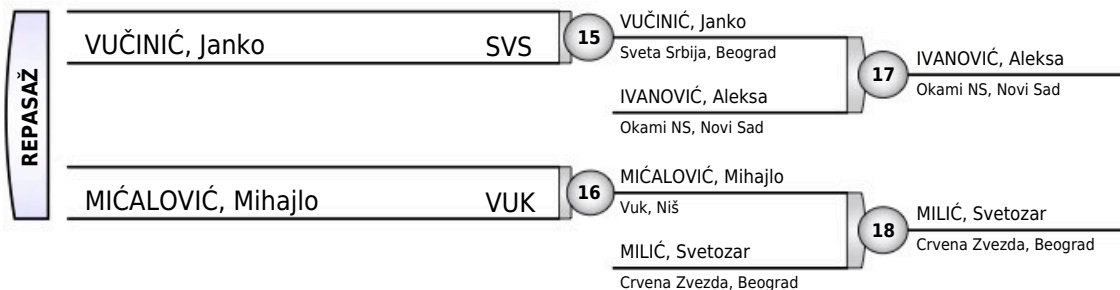 REPASAŽ
VUČINIĆ, Janko SVS
15
VUČINIĆ, Janko
Sveta Srbija, Beograd
IVANOVIĆ, Aleksa
Okami NS, Novi Sad
17
IVANOVIĆ, Aleksa
Okami NS, Novi Sad
MIĆALOVIĆ, Mihajlo VUK
16
MIĆALOVIĆ, Mihajlo
Vuk, Niš
MILIĆ, Svetozar
Crvena Zvezda, Beograd
18
MILIĆ, Svetozar
Crvena Zvezda, Beograd